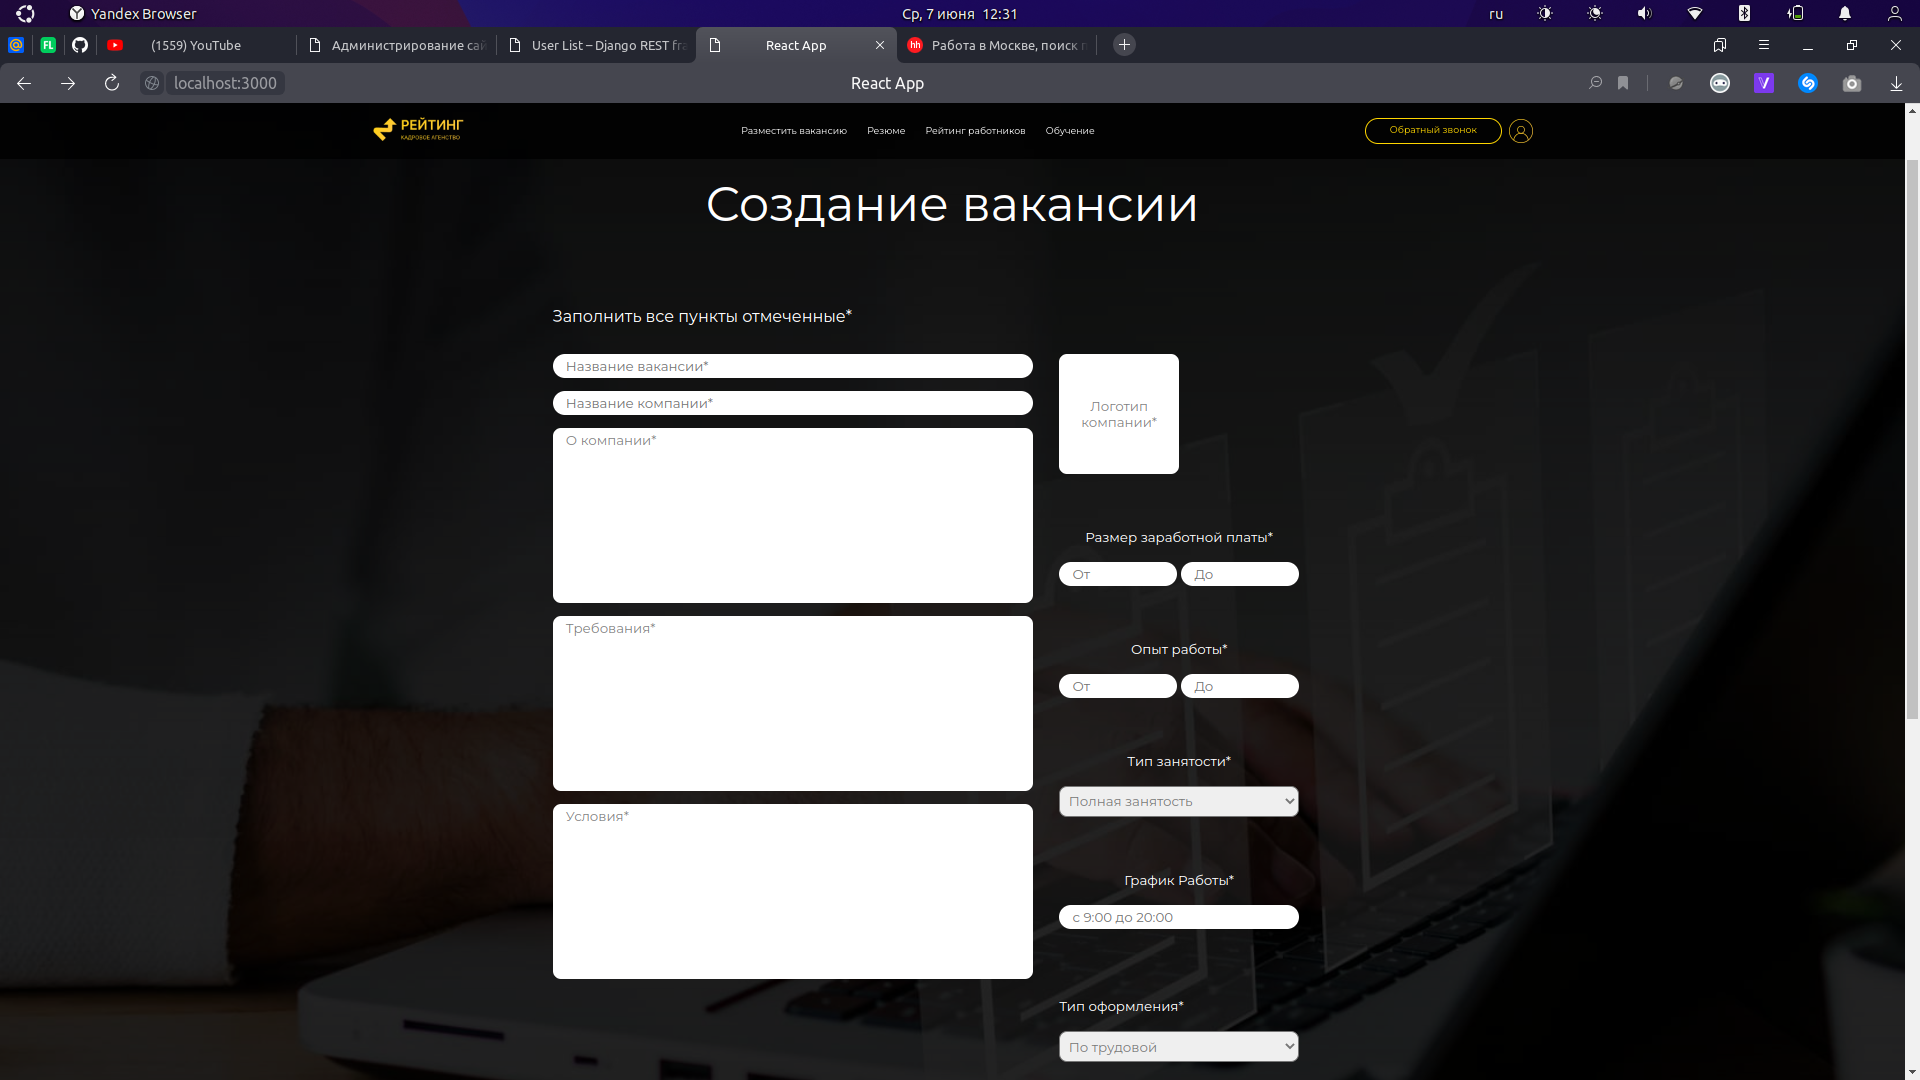 Yandex Browser
Ср, 7 июня 12:31
ru
FL
(1559) YouTube
Администрирование сай
User List – Django REST fra
React App
hh
Работа в Москве, поиск п
localhost:3000
React App
РЕЙТИНГ
КАДРОВОЕ АГЕНСТВО
Разместить вакансию
Резюме
Рейтинг работников
Обучение
Обратный звонок
Создание вакансии
Заполнить все пункты отмеченные*
Название вакансии*
Название компании*
О компании*
Требования*
Условия*
Логотип
компании*
Размер заработной платы*
От
До
Опыт работы*
От
До
Тип занятости*
Полная занятость
График Работы*
с 9:00 до 20:00
Тип оформления*
По трудовой